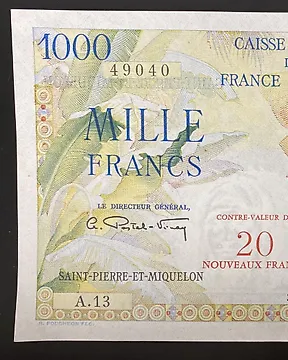 1000
CAISSE
49040
FRANCE
MILLE
FRANCS
LE DIRECTEUR GÉNÉRAL,
CONTRE-VALEUR D
20
NOUVEAUX FRAN
SAINT-PIERRE-ET-MIQUELON
A.13